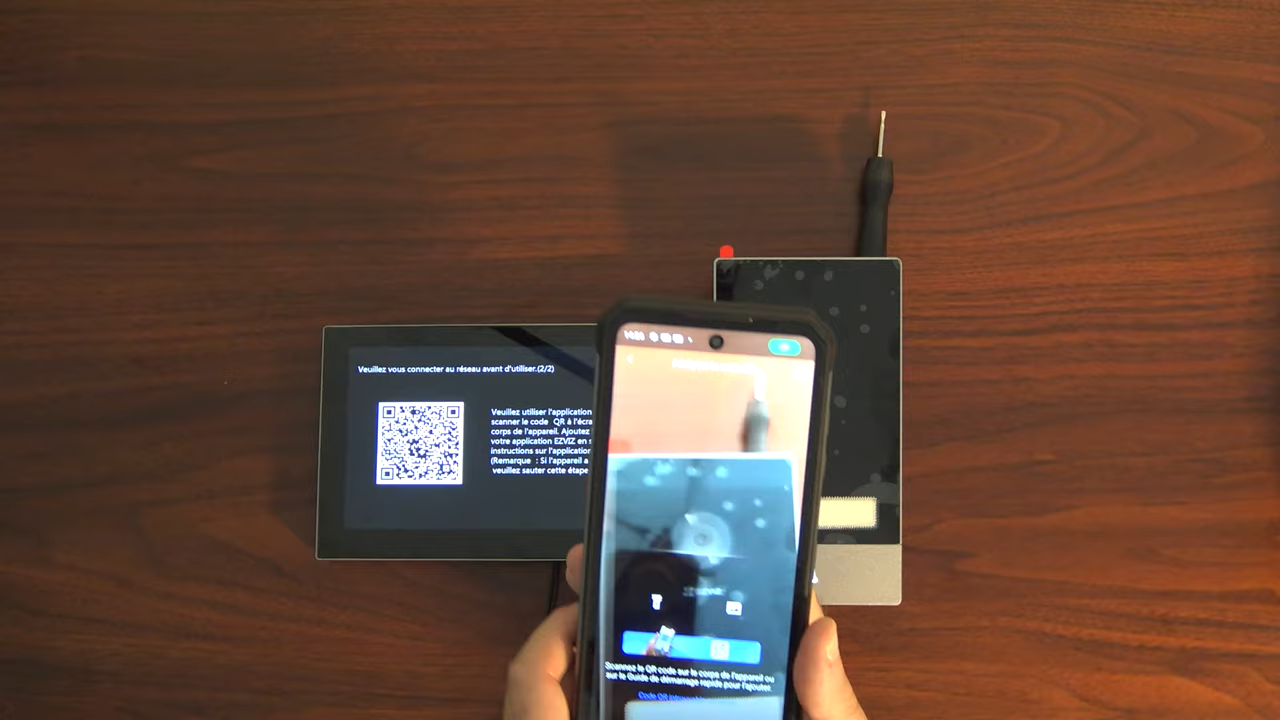 Veuillez vous connecter au réseau avant d'utiliser.(2/2)
Veuillez utiliser l'application
scanner le code QR à l'écra
corps de l'appareil. Ajoutez
votre application EZVIZ en s
instructions sur l'application
(Remarque : Si l'appareil a
veuillez sauter cette étape
Scannez le QR code sur le corps de l'appareil ou
sur le Guide de démarrage rapide pour l'ajouter.
Code QR